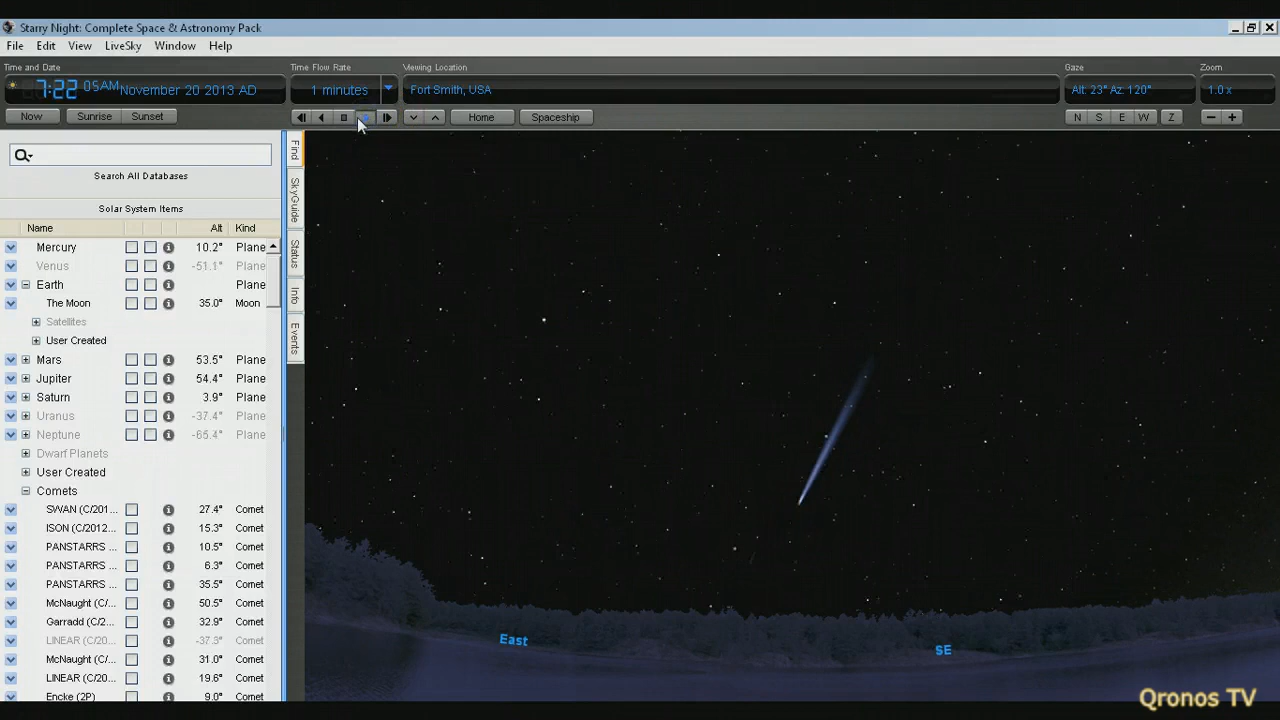 Starry Night: Complete Space & Astronomy Pack
File Edit View LiveSky Window Help
Time and Date Time Flow Rate Viewing Location Gaze Zoom
7:22 05AM November 20 2013 AD 1 minutes Fort Smith, USA Alt: 23° Az: 120° 1.0 x
Now Sunrise Sunset Home Spaceship N S E W Z
Find
SkyGuide
Status
Info
Events
Search All Databases
Solar System Items
Name Alt Kind
Mercury 10.2° Plane
Venus -51.1° Plane
Earth
The Moon 35.0° Moon
Satellites
User Created
Mars 53.5° Plane
Jupiter 54.4° Plane
Saturn 3.9° Plane
Uranus -37.4° Plane
Neptune -65.4° Plane
Dwarf Planets
User Created
Comets
SWAN (C/201... 27.4° Comet
ISON (C/2012... 15.3° Comet
PANSTARRS ... 10.5° Comet
PANSTARRS ... 6.3° Comet
PANSTARRS ... 35.5° Comet
McNaught (C/... 50.5° Comet
Garradd (C/2... 32.9° Comet
LINEAR (C/20... -37.3° Comet
McNaught (C/... 31.0° Comet
LINEAR (C/20... 19.6° Comet
Encke (2P) 9.0° Comet
East
SE
Qronos TV